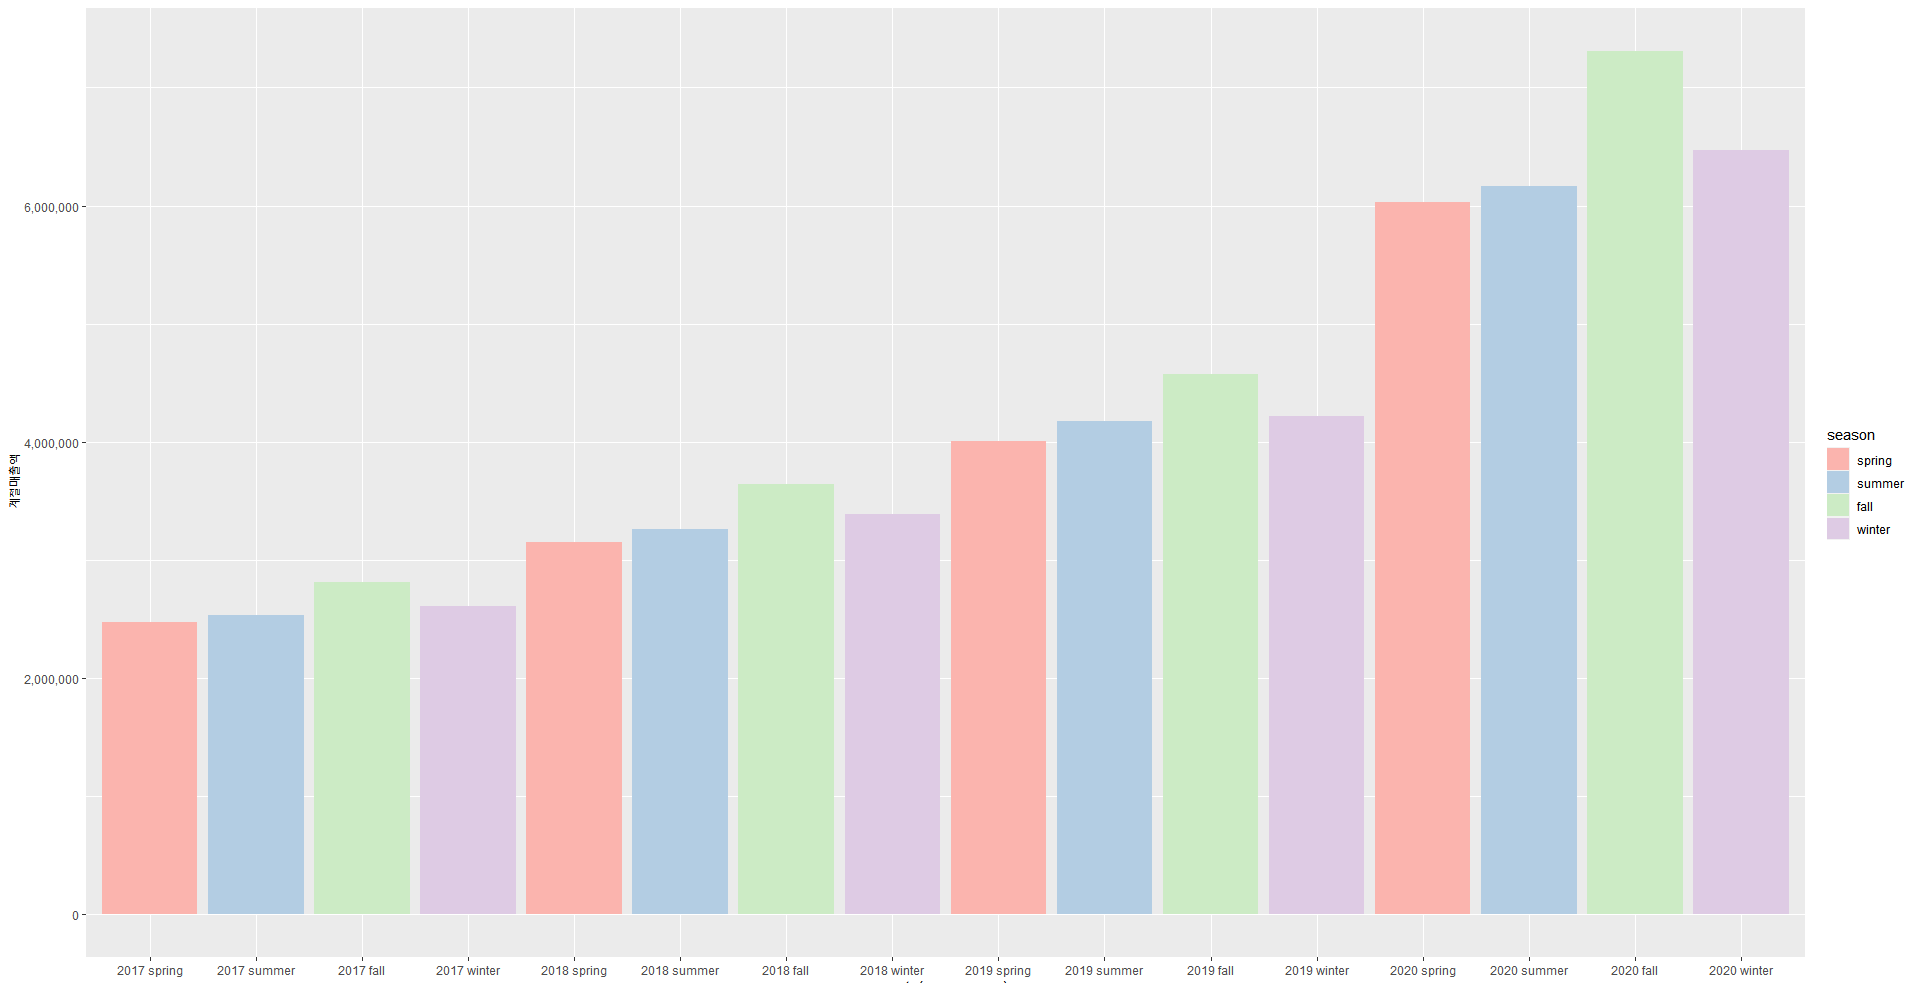 계절매출액
6,000,000
4,000,000
2,000,000
0
2017 spring 2017 summer 2017 fall 2017 winter 2018 spring 2018 summer 2018 fall 2018 winter 2019 spring 2019 summer 2019 fall 2019 winter 2020 spring 2020 summer 2020 fall 2020 winter
season
spring
summer
fall
winter